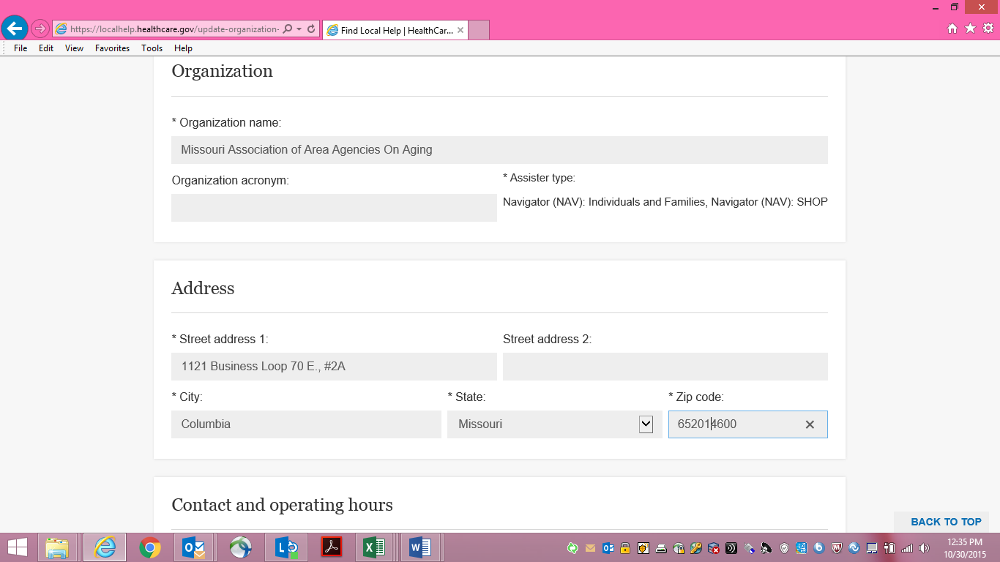 https://localhelp.healthcare.gov/update-organization-
Find Local Help | HealthCar...
File Edit View Favorites Tools Help
Organization
* Organization name:
Missouri Association of Area Agencies On Aging
Organization acronym:
* Assister type:
Navigator (NAV): Individuals and Families, Navigator (NAV): SHOP
Address
* Street address 1:
Street address 2:
1121 Business Loop 70 E., #2A
* City:
* State:
* Zip code:
Columbia
Missouri
652014600
Contact and operating hours
BACK TO TOP
12:35 PM
10/30/2015